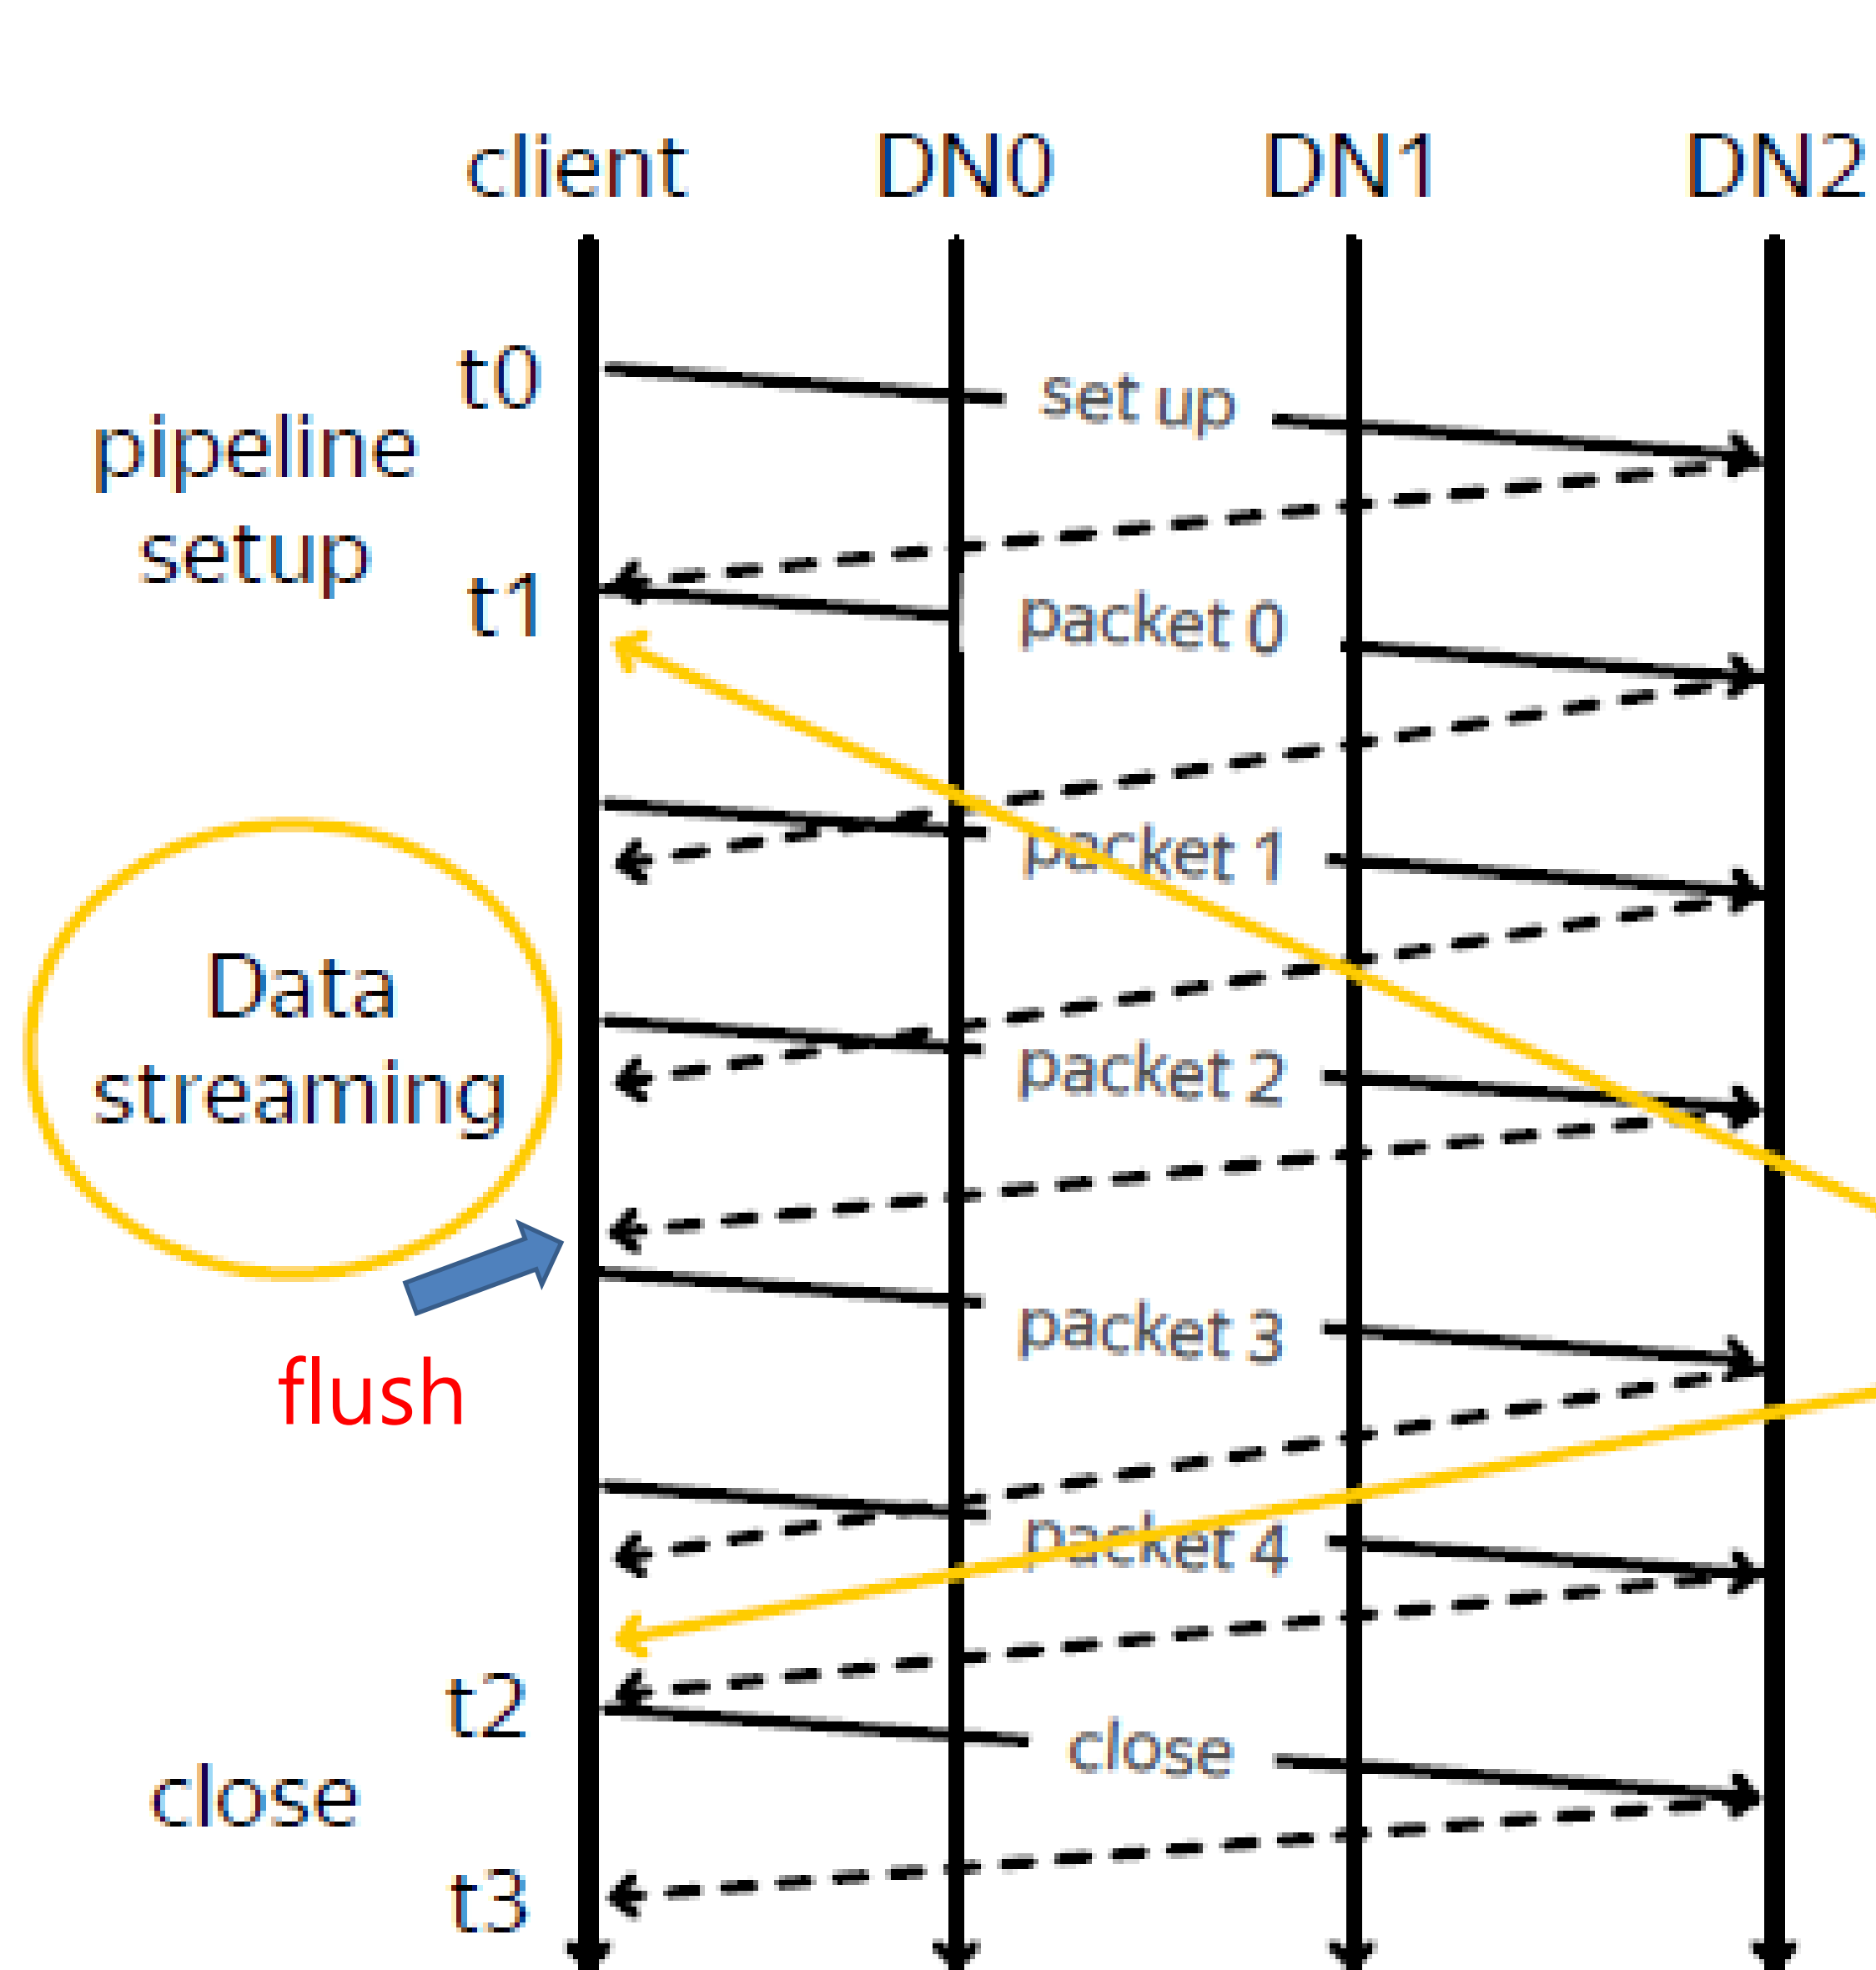 client DN0 DN1 DN2
t0
set up
pipeline
setup
t1
packet 0
packet 1
Data
streaming
packet 2
packet 3
flush
packet 4
t2
close
close
t3